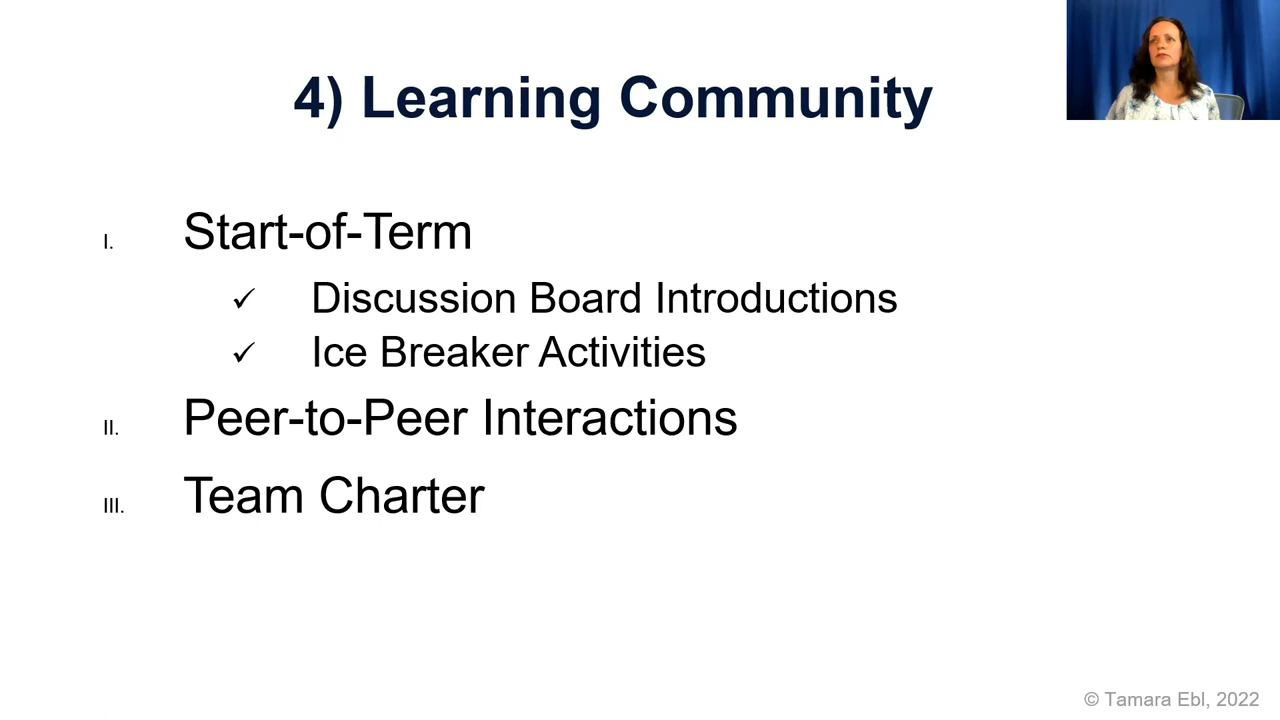 4) Learning Community
I. Start-of-Term
✓ Discussion Board Introductions
✓ Ice Breaker Activities
II. Peer-to-Peer Interactions
III. Team Charter
© Tamara Ebl, 2022